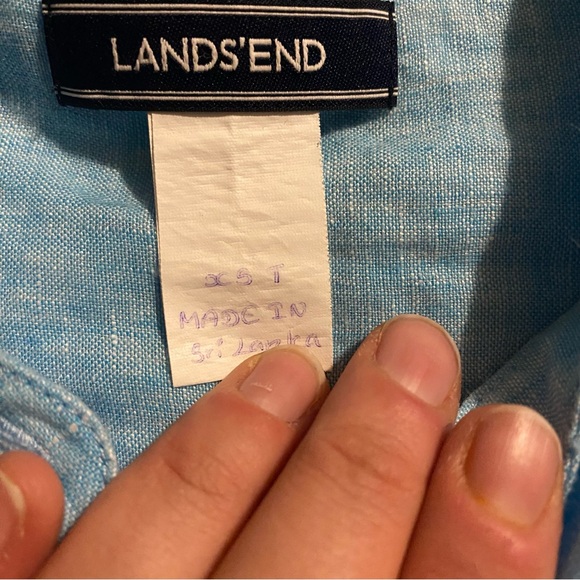 LANDS'END
XS T
MADE IN
Sri Lanka